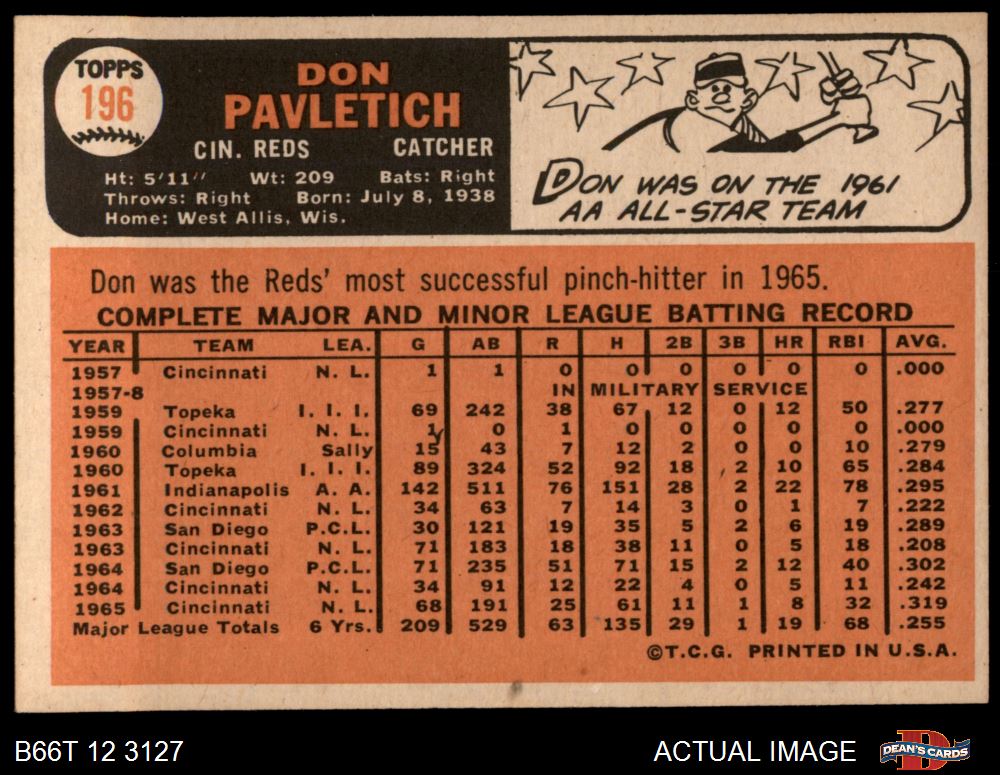 TOPPS
196
DON
PAVLETICH
CIN. REDS CATCHER
Ht: 5'11" Wt: 209 Bats: Right
Throws: Right Born: July 8, 1938
Home: West Allis, Wis.
DON WAS ON THE 1961
AA ALL-STAR TEAM
Don was the Reds' most successful pinch-hitter in 1965.
COMPLETE MAJOR AND MINOR LEAGUE BATTING RECORD
YEAR TEAM LEA. G AB R H 2B 3B HR RBI AVG.
1957 Cincinnati N. L. 1 1 0 0 0 0 0 0 .000
1957-8 IN MILITARY SERVICE
1959 Topeka I. I. I. 69 242 38 67 12 0 12 50 .277
1959 Cincinnati N. L. 1 0 1 0 0 0 0 0 .000
1960 Columbia Sally 15 43 7 12 2 0 0 10 .279
1960 Topeka I. I. I. 89 324 52 92 18 2 10 65 .284
1961 Indianapolis A. A. 142 511 76 151 28 2 22 78 .295
1962 Cincinnati N. L. 34 63 7 14 3 0 1 7 .222
1963 San Diego P.C.L. 30 121 19 35 5 2 6 19 .289
1963 Cincinnati N. L. 71 183 18 38 11 0 5 18 .208
1964 San Diego P.C.L. 71 235 51 71 15 2 12 40 .302
1964 Cincinnati N. L. 34 91 12 22 4 0 5 11 .242
1965 Cincinnati N. L. 68 191 25 61 11 1 8 32 .319
Major League Totals 6 Yrs. 209 529 63 135 29 1 19 68 .255
©T.C.G. PRINTED IN U.S.A.
B66T 12 3127 ACTUAL IMAGE
D
DEAN'S CARDS